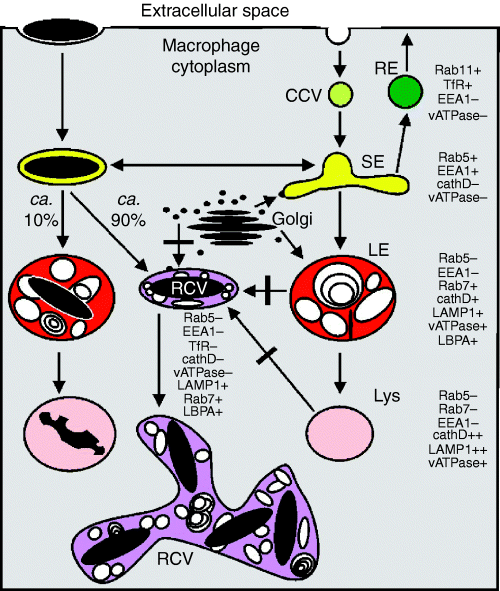 Extracellular space
Macrophage
cytoplasm
RE
CCV
Rab11+
TfR+
EEA1–
vATPase–
SE
Rab5+
EEA1+
cathD–
vATPase–
ca.
10%
ca.
90%
Golgi
LE
RCV
Rab5–
EEA1–
Rab7+
cathD+
LAMP1+
vATPase+
LBPA+
Rab5–
EEA1–
TfR–
cathD–
vATPase–
LAMP1+
Rab7+
LBPA+
Lys
Rab5–
Rab7–
EEA1–
cathD++
LAMP1++
vATPase+
RCV